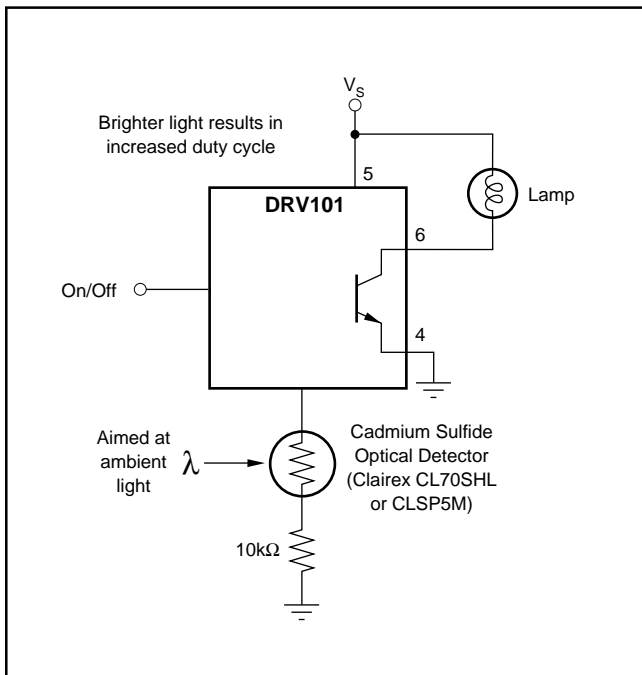 V_S
Brighter light results in
increased duty cycle
5
DRV101
Lamp
6
On/Off
4
Aimed at
ambient
light
λ
Cadmium Sulfide
Optical Detector
(Clairex CL70SHL
or CLSP5M)
10kΩ